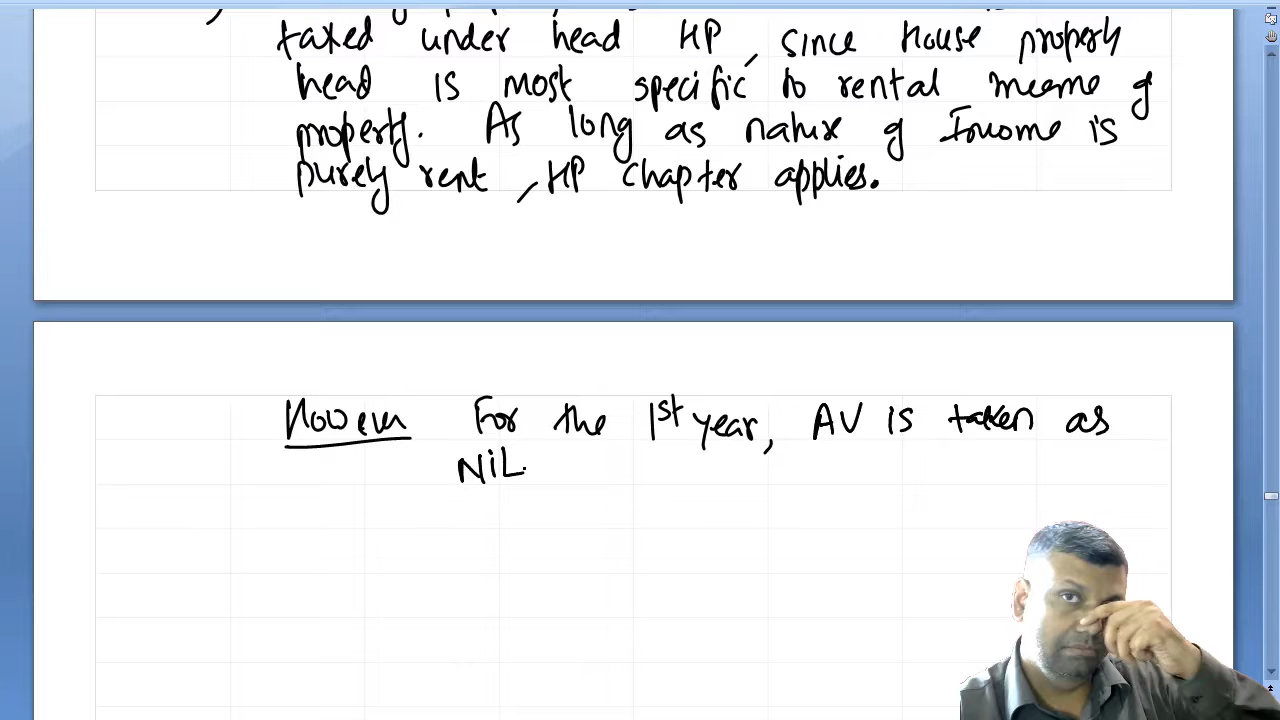 taxed under head HP, since House property
head is most specific to rental income of
property. As long as nature of Income is
purely rent, HP chapter applies.
However For the 1st year, AV is taken as
NiL.